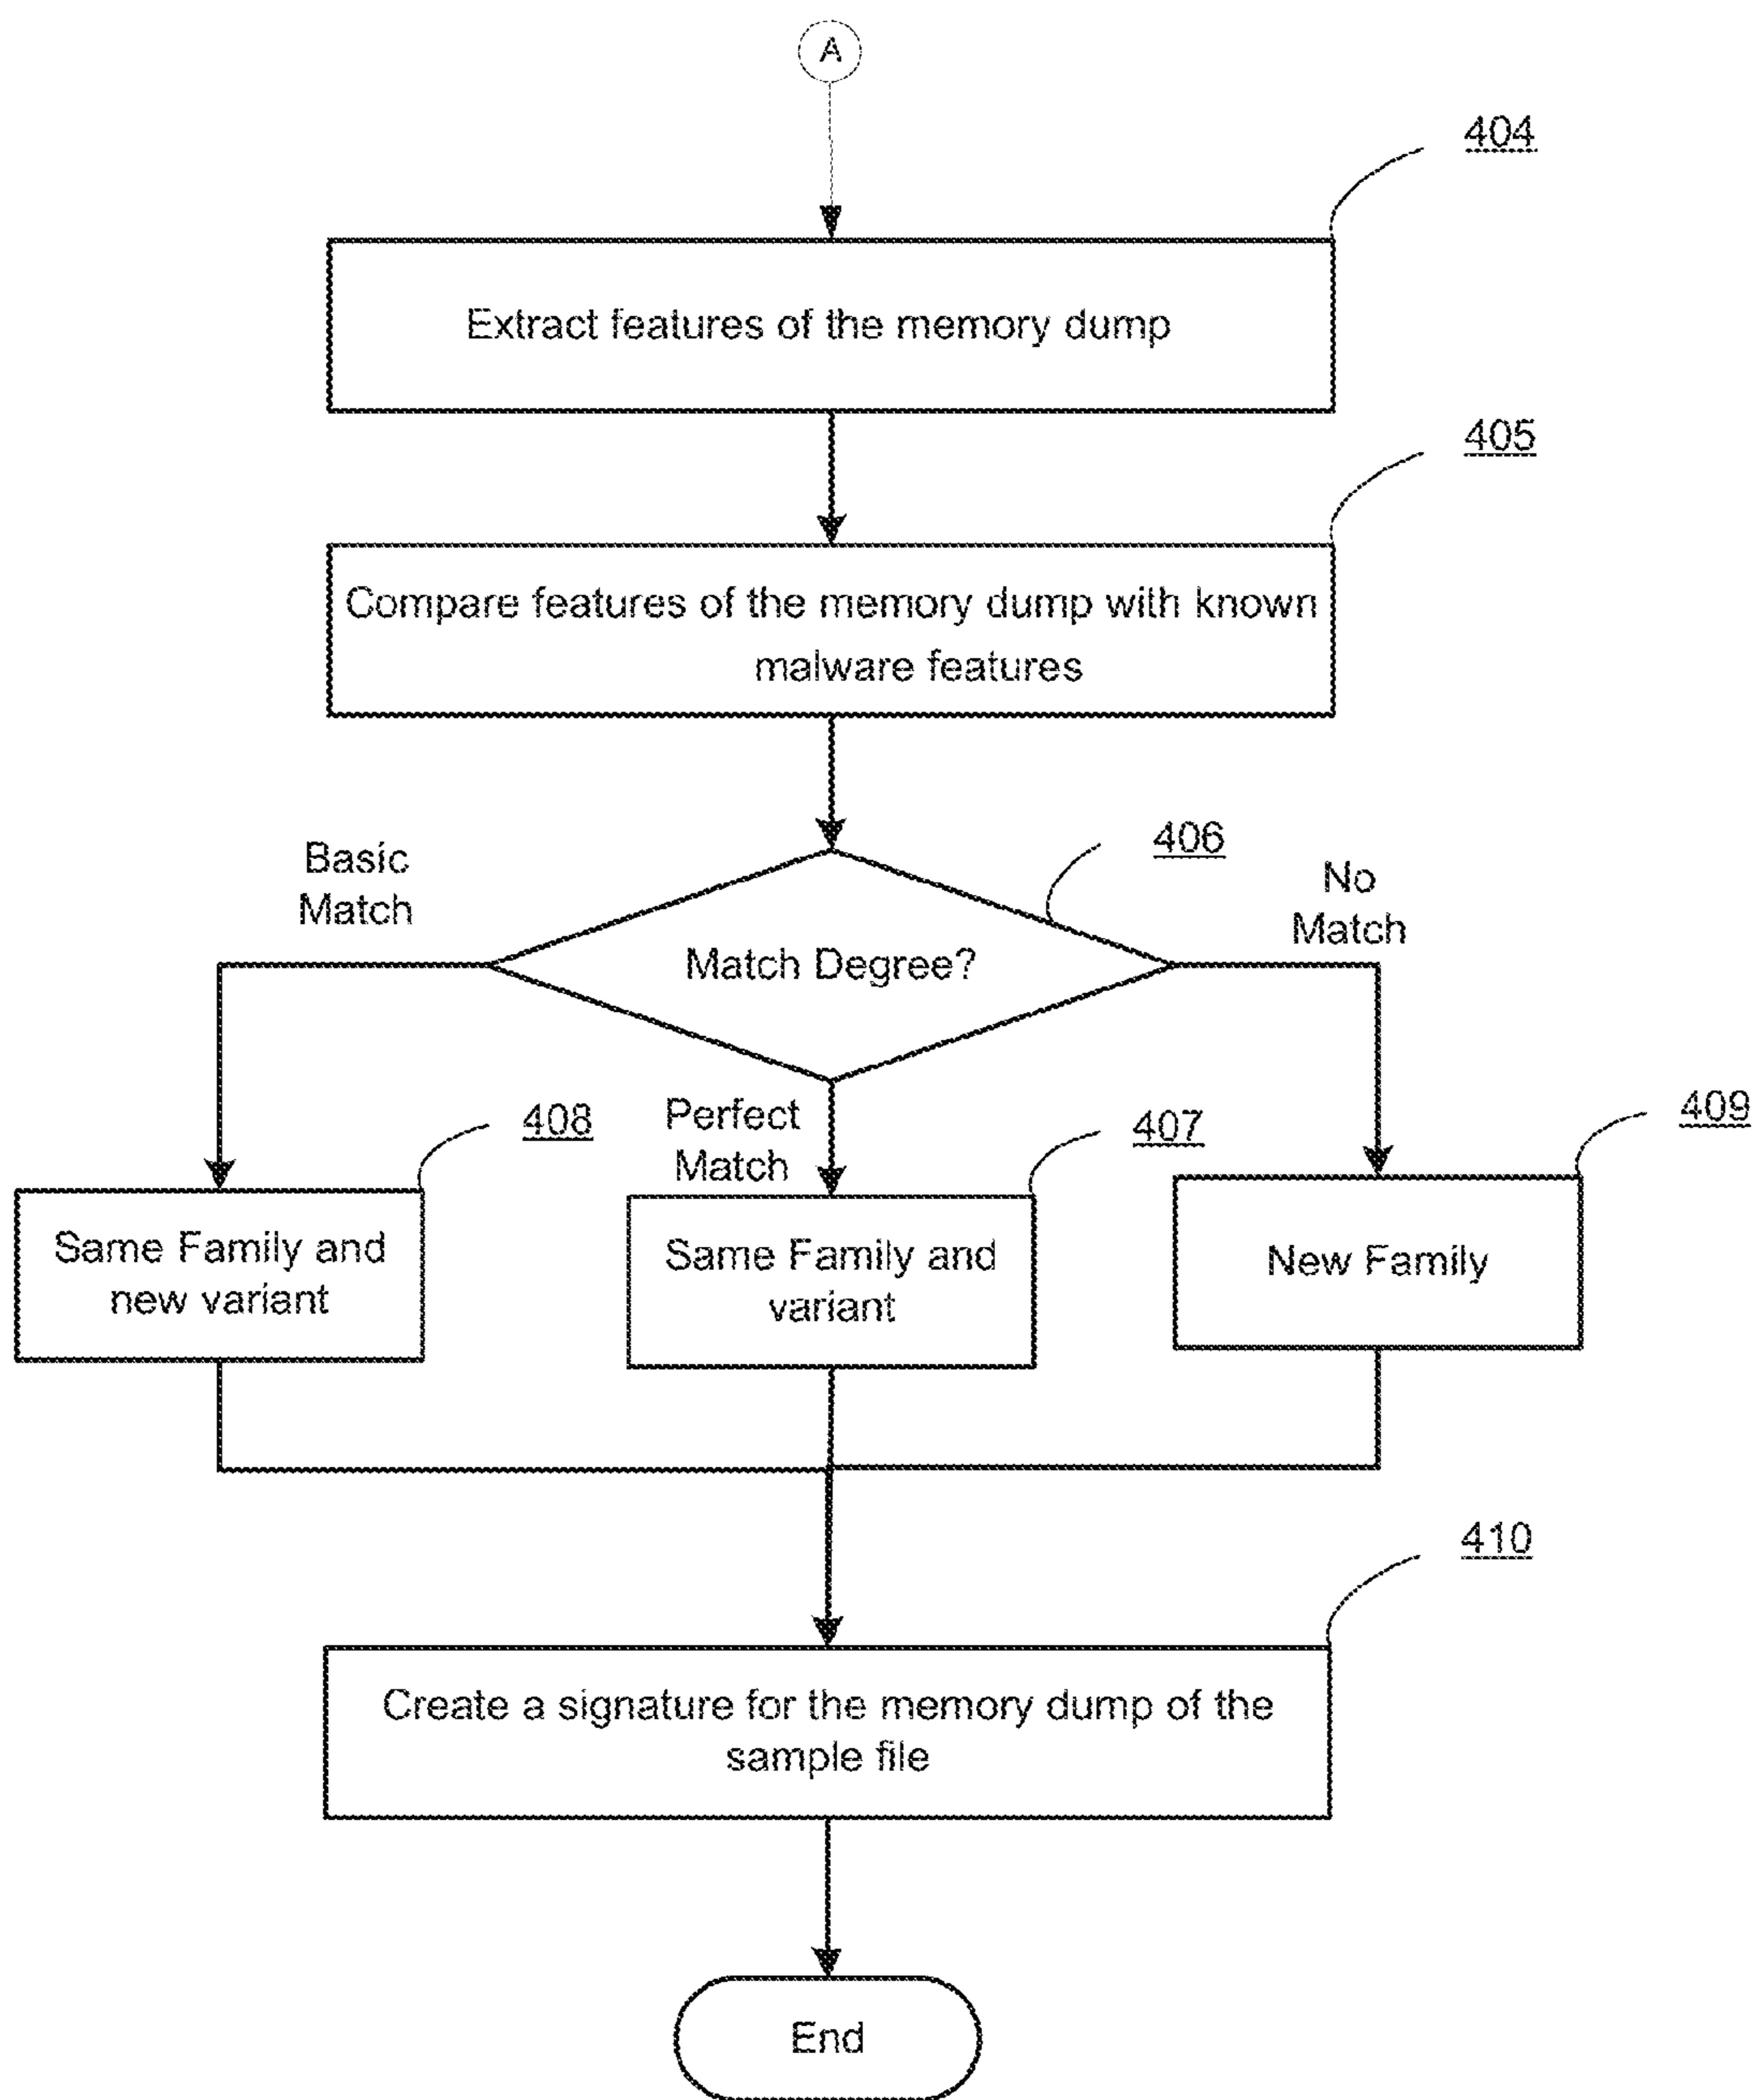 A
404
Extract features of the memory dump
405
Compare features of the memory dump with known
malware features
406
Basic
Match
No
Match
Match Degree?
408
Perfect
Match
407
409
Same Family and
new variant
Same Family and
variant
New Family
410
Create a signature for the memory dump of the
sample file
End